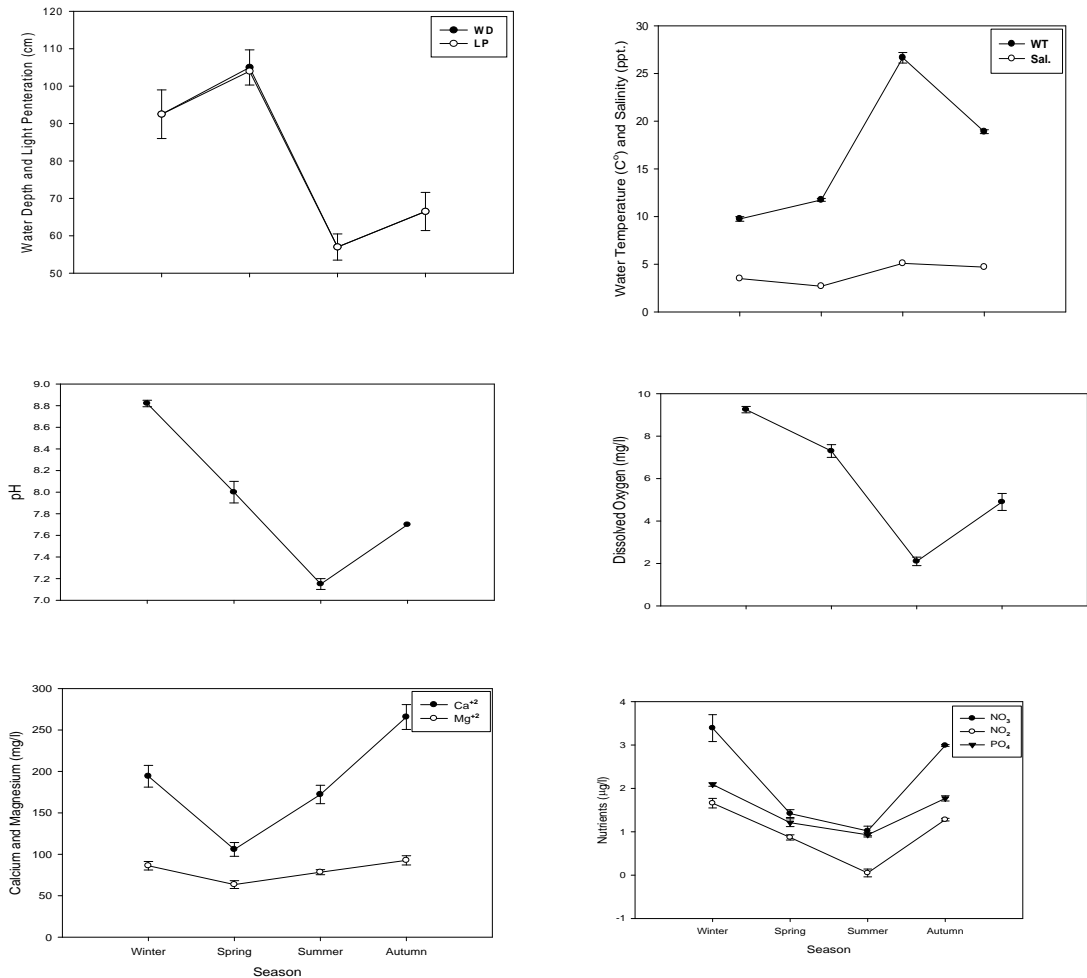 Water Depth and Light Penteration (cm)
120
110
100
90
80
70
60
50
WD
LP
Water Temperature (C°) and Salinity (ppt.)
30
25
20
15
10
5
0
WT
Sal.
pH
9.0
8.8
8.6
8.4
8.2
8.0
7.8
7.6
7.4
7.2
7.0
Dissolved Oxygen (mg/l)
10
8
6
4
2
0
Calcium and Magnesium (mg/l)
300
250
200
150
100
50
0
Ca+2
Mg+2
Winter Spring Summer Autumn
Season
Nutrients (µg/l)
4
3
2
1
0
-1
NO3
NO2
PO4
Winter Spring Summer Autumn
Season